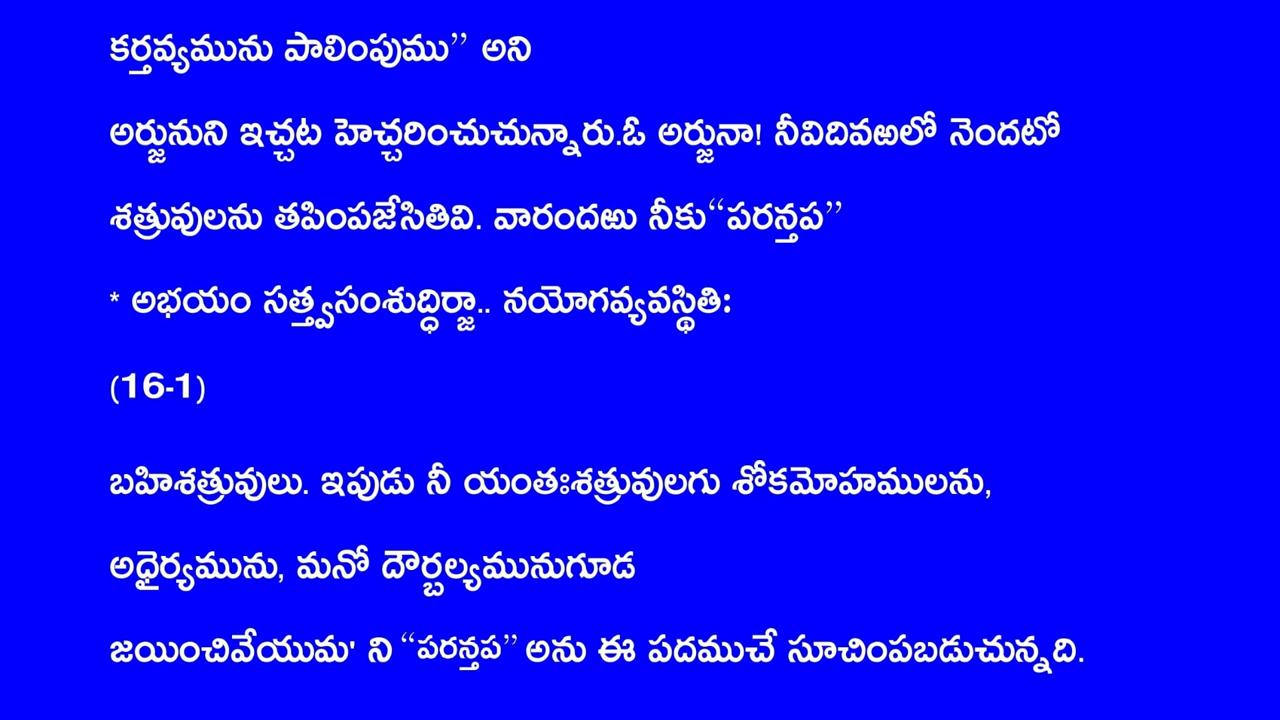 కర్తవ్యమును పాలింపుము” అని
అర్జునుని ఇచ్చట హెచ్చరించుచున్నారు.ఓ అర్జునా! నీవిదివఱలో నెందటో
శత్రువులను తపింపజేసితివి. వారందఱు నీకు“పరన్తప”
* అభయం సత్త్వసంశుద్ధిర్జా.. నయోగవ్యవస్థితిః
(16-1)
బహిశత్రువులు. ఇపుడు నీ యంతఃశత్రువులగు శోకమోహములను,
అధైర్యమును, మనో దౌర్బల్యమునుగూడ
జయించివేయుమ' ని “పరన్తప” అను ఈ పదముచే సూచింపబడుచున్నది.